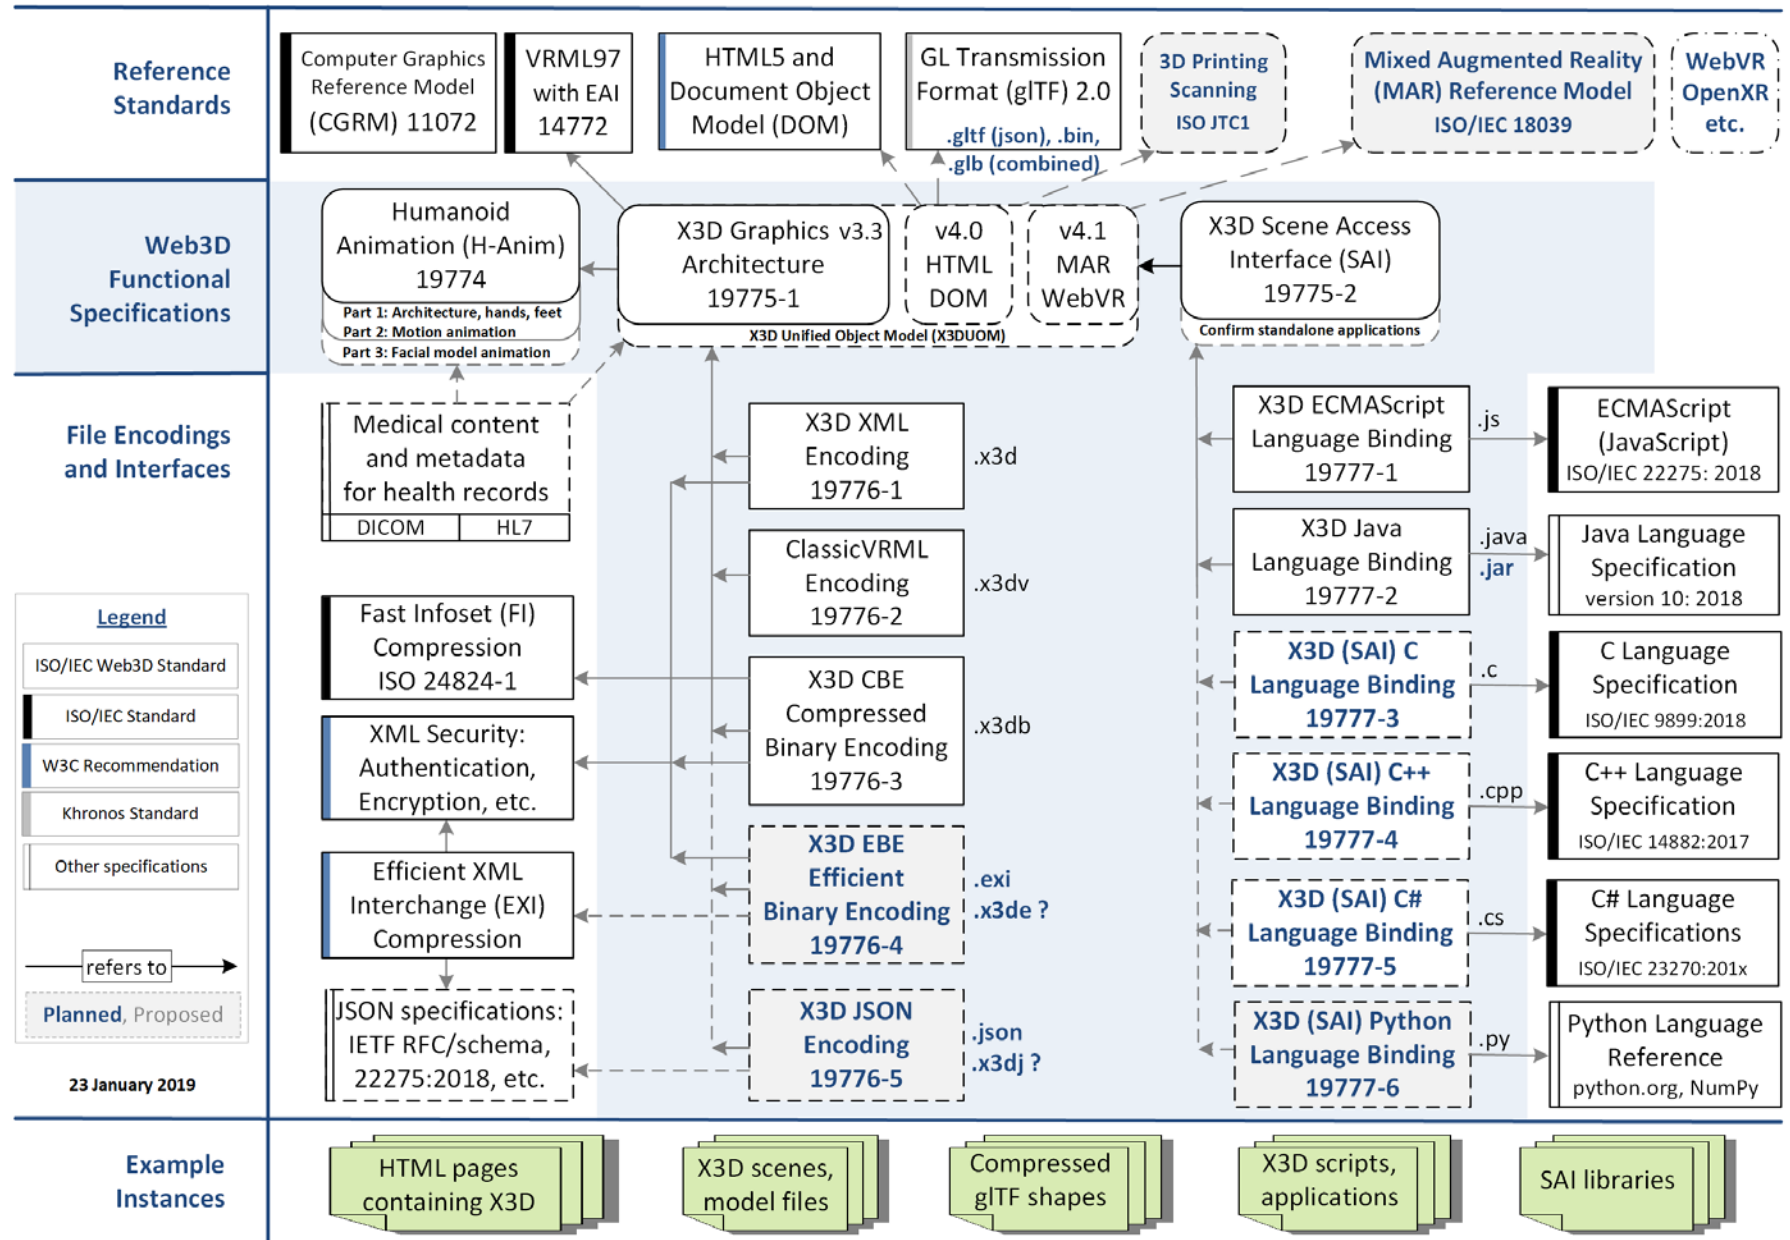 Reference
Standards
Computer Graphics
Reference Model
(CGRM) 11072
VRML97
with EAI
14772
HTML5 and
Document Object
Model (DOM)
GL Transmission
Format (glTF) 2.0
.gltf (json), .bin,
.glb (combined)
3D Printing
Scanning
ISO JTC1
Mixed Augmented Reality
(MAR) Reference Model
ISO/IEC 18039
WebVR
OpenXR
etc.
Web3D
Functional
Specifications
Humanoid
Animation (H-Anim)
19774
Part 1: Architecture, hands, feet
Part 2: Motion animation
Part 3: Facial model animation
X3D Graphics v3.3
Architecture
19775-1
v4.0
HTML
DOM
v4.1
MAR
WebVR
X3D Unified Object Model (X3DUOM)
X3D Scene Access
Interface (SAI)
19775-2
Confirm standalone applications
File Encodings
and Interfaces
Medical content
and metadata
for health records
DICOM
HL7
Fast Infoset (FI)
Compression
ISO 24824-1
XML Security:
Authentication,
Encryption, etc.
Efficient XML
Interchange (EXI)
Compression
JSON specifications:
IETF RFC/schema,
22275:2018, etc.
X3D XML
Encoding
19776-1
.x3d
ClassicVRML
Encoding
19776-2
.x3dv
X3D CBE
Compressed
Binary Encoding
19776-3
.x3db
X3D EBE
Efficient
Binary Encoding
19776-4
.exi
.x3de ?
X3D JSON
Encoding
19776-5
.json
.x3dj ?
X3D ECMAScript
Language Binding
19777-1
.js
ECMAScript
(JavaScript)
ISO/IEC 22275: 2018
X3D Java
Language Binding
19777-2
.java
.jar
Java Language
Specification
version 10: 2018
X3D (SAI) C
Language Binding
19777-3
.c
C Language
Specification
ISO/IEC 9899:2018
X3D (SAI) C++
Language Binding
19777-4
.cpp
C++ Language
Specification
ISO/IEC 14882:2017
X3D (SAI) C#
Language Binding
19777-5
.cs
C# Language
Specifications
ISO/IEC 23270:201x
X3D (SAI) Python
Language Binding
19777-6
.py
Python Language
Reference
python.org, NumPy
Legend
ISO/IEC Web3D Standard
ISO/IEC Standard
W3C Recommendation
Khronos Standard
Other specifications
refers to
Planned, Proposed
23 January 2019
Example
Instances
HTML pages
containing X3D
X3D scenes,
model files
Compressed
glTF shapes
X3D scripts,
applications
SAI libraries